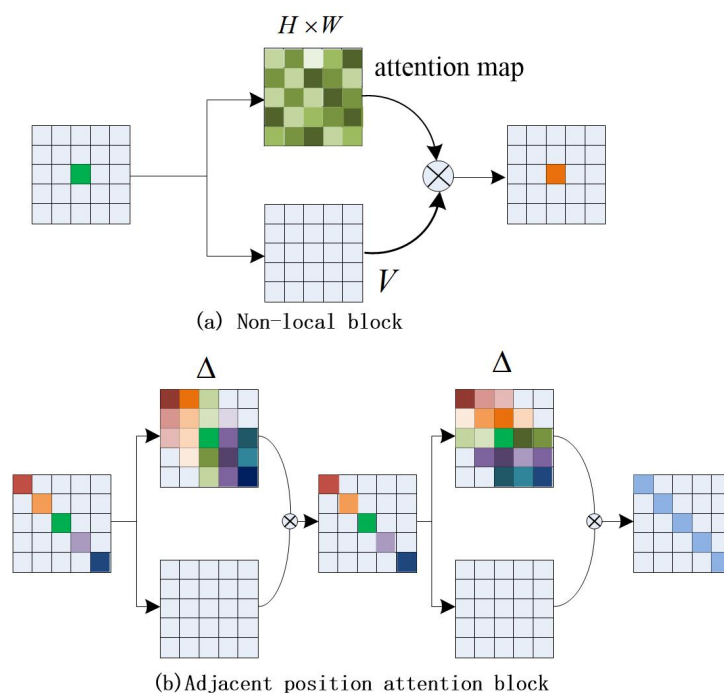 H × W
attention map
V
(a) Non-local block
Δ Δ
(b)Adjacent position attention block